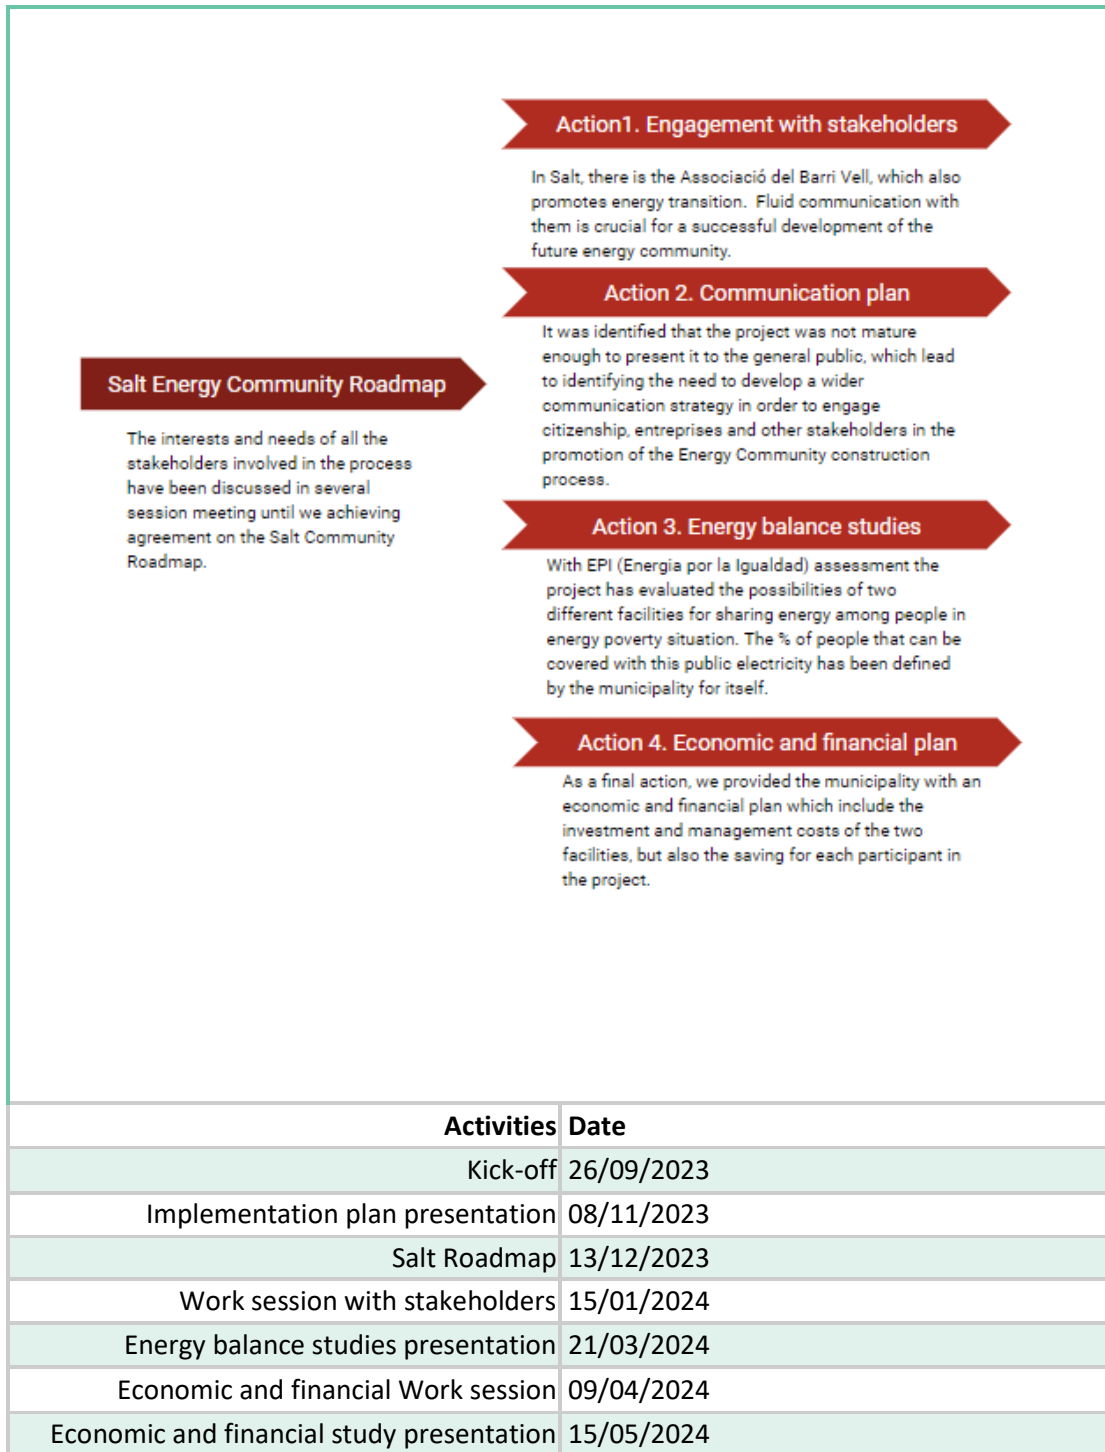 Salt Energy Community Roadmap
The interests and needs of all the
stakeholders involved in the process
have been discussed in several
session meeting until we achieving
agreement on the Salt Community
Roadmap.
Action1. Engagement with stakeholders
In Salt, there is the Associació del Barri Vell, which also
promotes energy transition.  Fluid communication with
them is crucial for a successful development of the
future energy community.
Action 2. Communication plan
It was identified that the project was not mature
enough to present it to the general public, which lead
to identifying the need to develop a wider
communication strategy in order to engage
citizenship, entreprises and other stakeholders in the
promotion of the Energy Community construction
process.
Action 3. Energy balance studies
With EPI (Energia por la Igualdad) assessment the
project has evaluated the possibilities of two
different facilities for sharing energy among people in
energy poverty situation. The % of people that can be
covered with this public electricity has been defined
by the municipality for itself.
Action 4. Economic and financial plan
As a final action, we provided the municipality with an
economic and financial plan which include the
investment and management costs of the two
facilities, but also the saving for each participant in
the project.
Activities Date
Kick-off 26/09/2023
Implementation plan presentation 08/11/2023
Salt Roadmap 13/12/2023
Work session with stakeholders 15/01/2024
Energy balance studies presentation 21/03/2024
Economic and financial Work session 09/04/2024
Economic and financial study presentation 15/05/2024